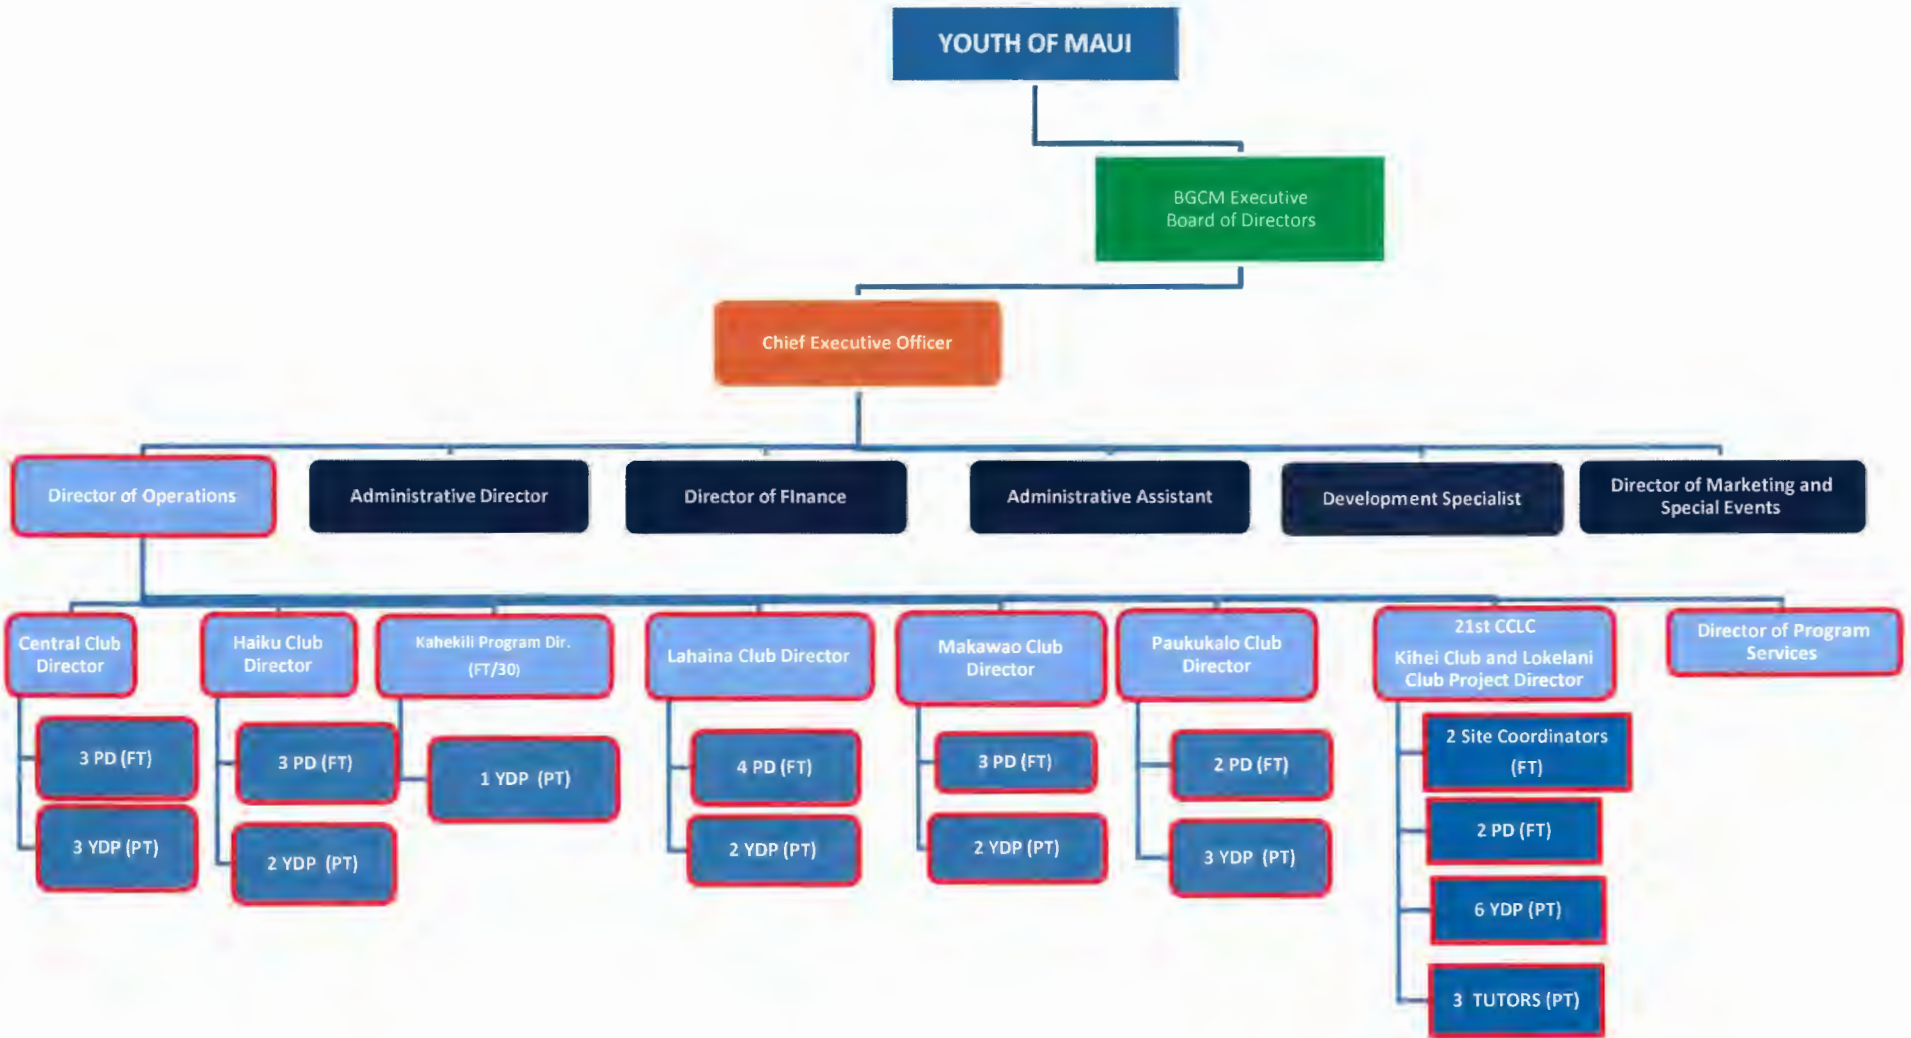 YOUTH OF MAUI
BGCM Executive
Board of Directors
Chief Executive Officer
Director of Operations
Administrative Director
Director of FInance
Administrative Assistant
Development Specialist
Director of Marketing and
Special Events
Central Club
Director
Haiku Club
Director
Kahekili Program Dir.
(FT/30)
Lahaina Club Director
Makawao Club
Director
Paukukalo Club
Director
21st CCLC
Kihei Club and Lokelani
Club Project Director
Director of Program
Services
3 PD (FT)
3 YDP (PT)
3 PD (FT)
2 YDP (PT)
1 YDP (PT)
4 PD (FT)
2 YDP (PT)
3 PD (FT)
2 YDP (PT)
2 PD (FT)
3 YDP (PT)
2 Site Coordinators
(FT)
2 PD (FT)
6 YDP (PT)
3 TUTORS (PT)